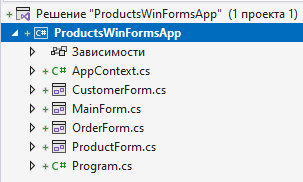 Решение "ProductsWinFormsApp" (1 проекта 1)
C# ProductsWinFormsApp
Зависимости
C# AppContext.cs
CustomerForm.cs
MainForm.cs
OrderForm.cs
ProductForm.cs
C# Program.cs